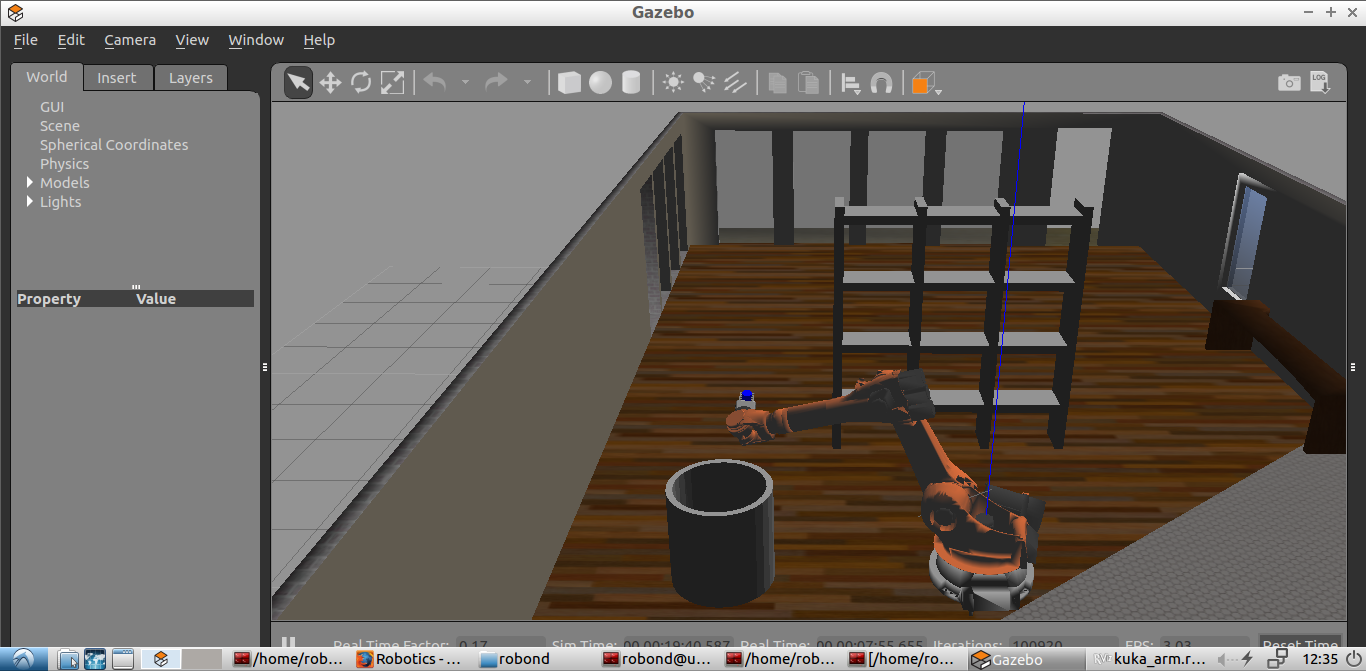 Gazebo
File Edit Camera View Window Help
World Insert Layers
LOG
GUI
Scene
Spherical Coordinates
Physics
Models
Lights
Property Value
Real Time Factor: 0.17 Sim Time: 00 00:19:40.587 Real Time: 00 00:07:55.655 Iterations: FPS: 3.03 Reset Time
/home/rob... Robotics - ... robond robond@u... /home/rob... [/home/ro... Gazebo kuka_arm.r... 12:35